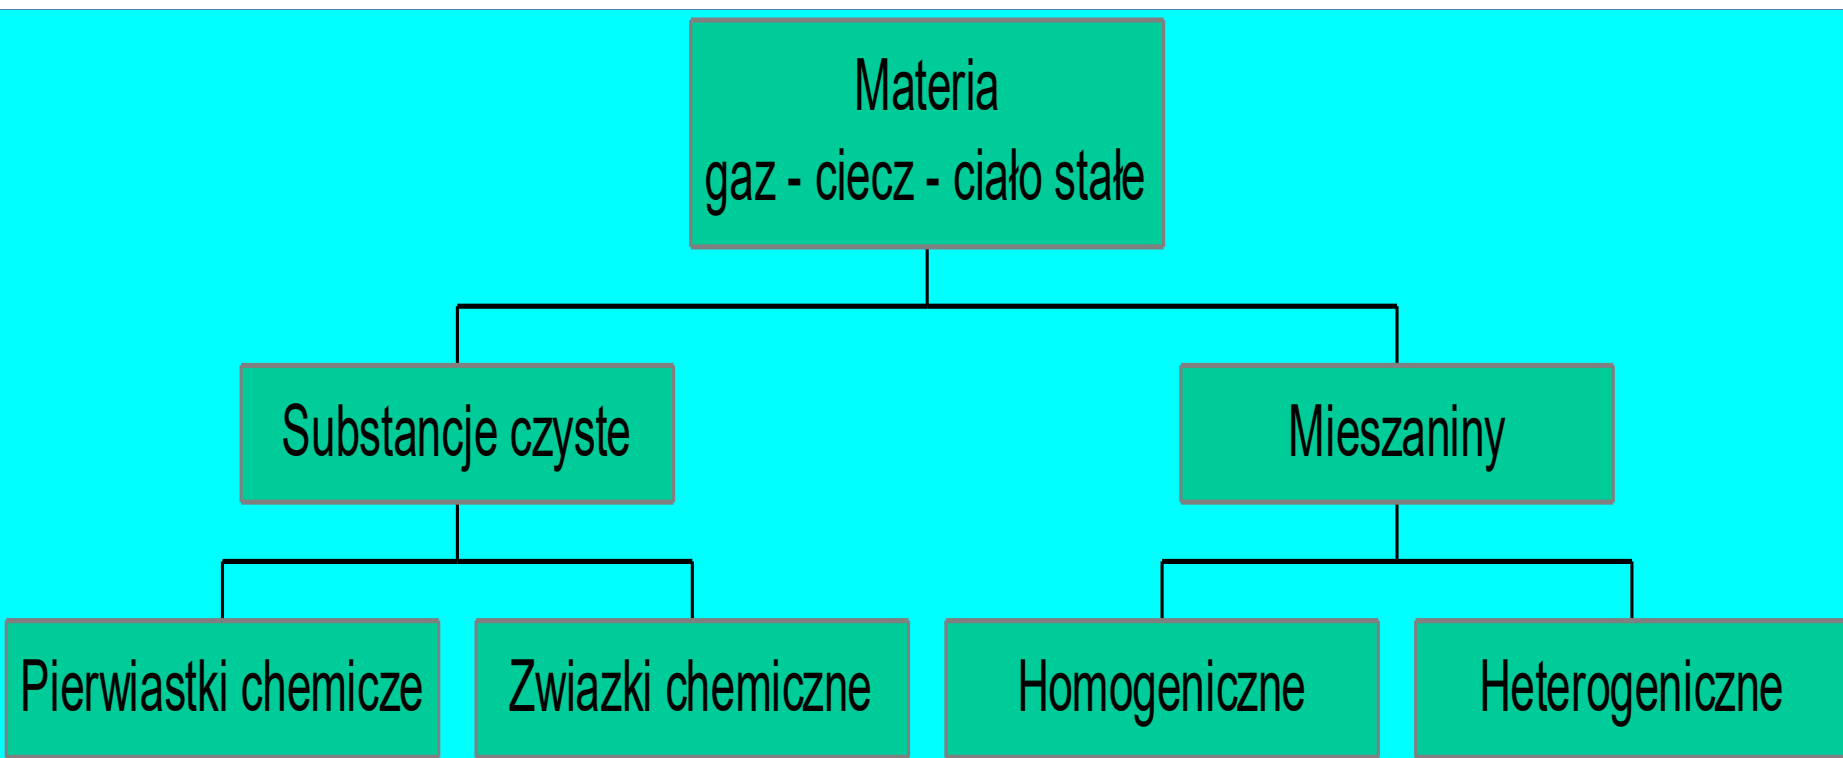 Materia
gaz - ciecz - ciało stałe
Substancje czyste
Mieszaniny
Pierwiastki chemicze
Zwiazki chemiczne
Homogeniczne
Heterogeniczne